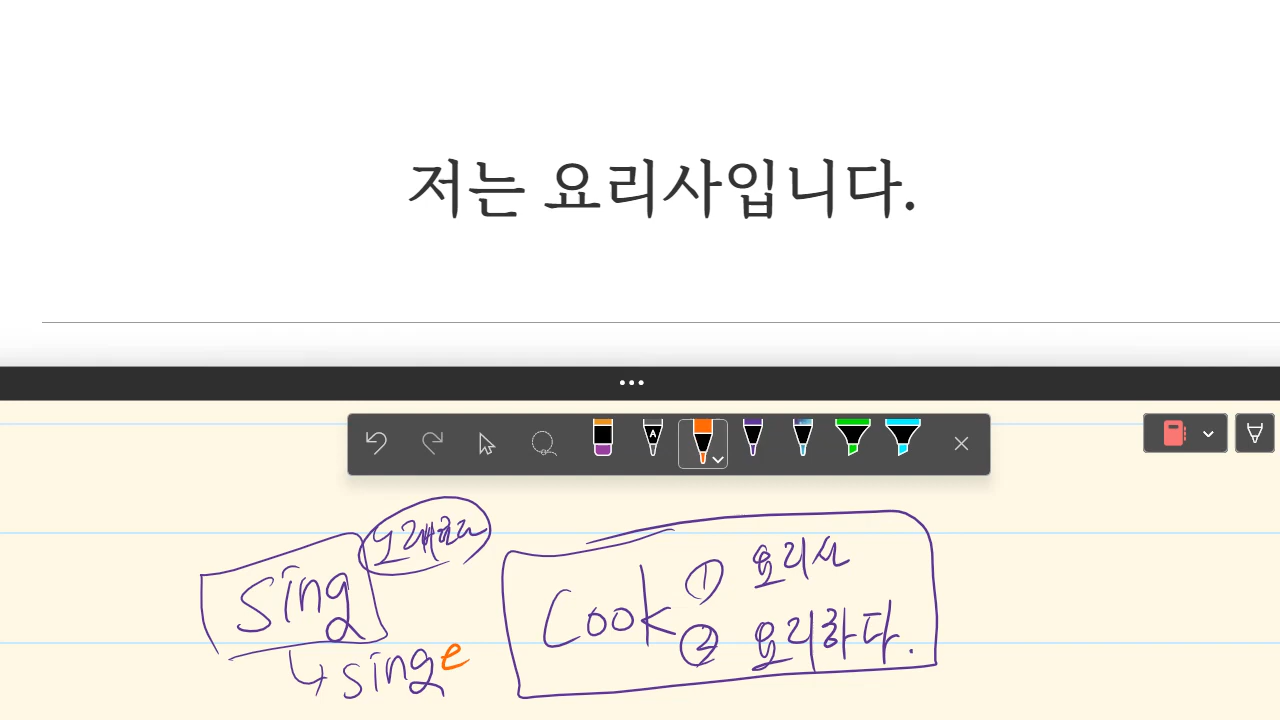 저는 요리사입니다.
노래하다
sing
Cook ① 요리사
② 요리하다.
↳ singe